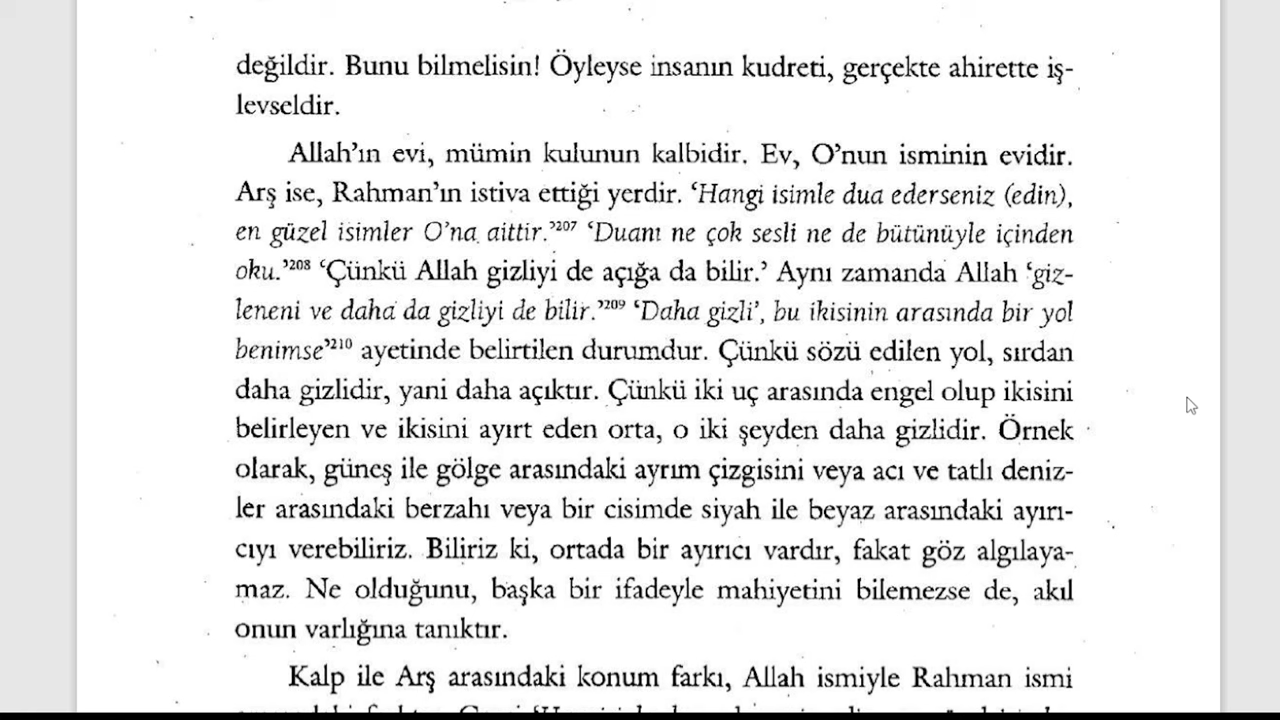 değildir. Bunu bilmelisin! Öyleyse insanın kudreti, gerçekte ahirette iş-
levseldir.
Allah'ın evi, mümin kulunun kalbidir. Ev, O'nun isminin evidir.
Arş ise, Rahman'ın istiva ettiği yerdir. ‘Hangi isimle dua ederseniz (edin),
en güzel isimler O'na aittir.’207 ‘Duanı ne çok sesli ne de bütünüyle içinden
oku.’208 ‘Çünkü Allah gizliyi de açığa da bilir.’ Aynı zamanda Allah ‘giz-
leneni ve daha da gizliyi de bilir.’209 ‘Daha gizli’, bu ikisinin arasında bir yol
benimse’210 ayetinde belirtilen durumdur. Çünkü sözü edilen yol, sırdan
daha gizlidir, yani daha açıktır. Çünkü iki uç arasında engel olup ikisini
belirleyen ve ikisini ayırt eden orta, o iki şeyden daha gizlidir. Örnek
olarak, güneş ile gölge arasındaki ayrım çizgisini veya acı ve tatlı deniz-
ler arasındaki berzahı veya bir cisimde siyah ile beyaz arasındaki ayırı-
cıyı verebiliriz. Biliriz ki, ortada bir ayırıcı vardır, fakat göz algılaya-
maz. Ne olduğunu, başka bir ifadeyle mahiyetini bilemezse de, akıl
onun varlığına tanıktır.
Kalp ile Arş arasındaki konum farkı, Allah ismiyle Rahman ismi